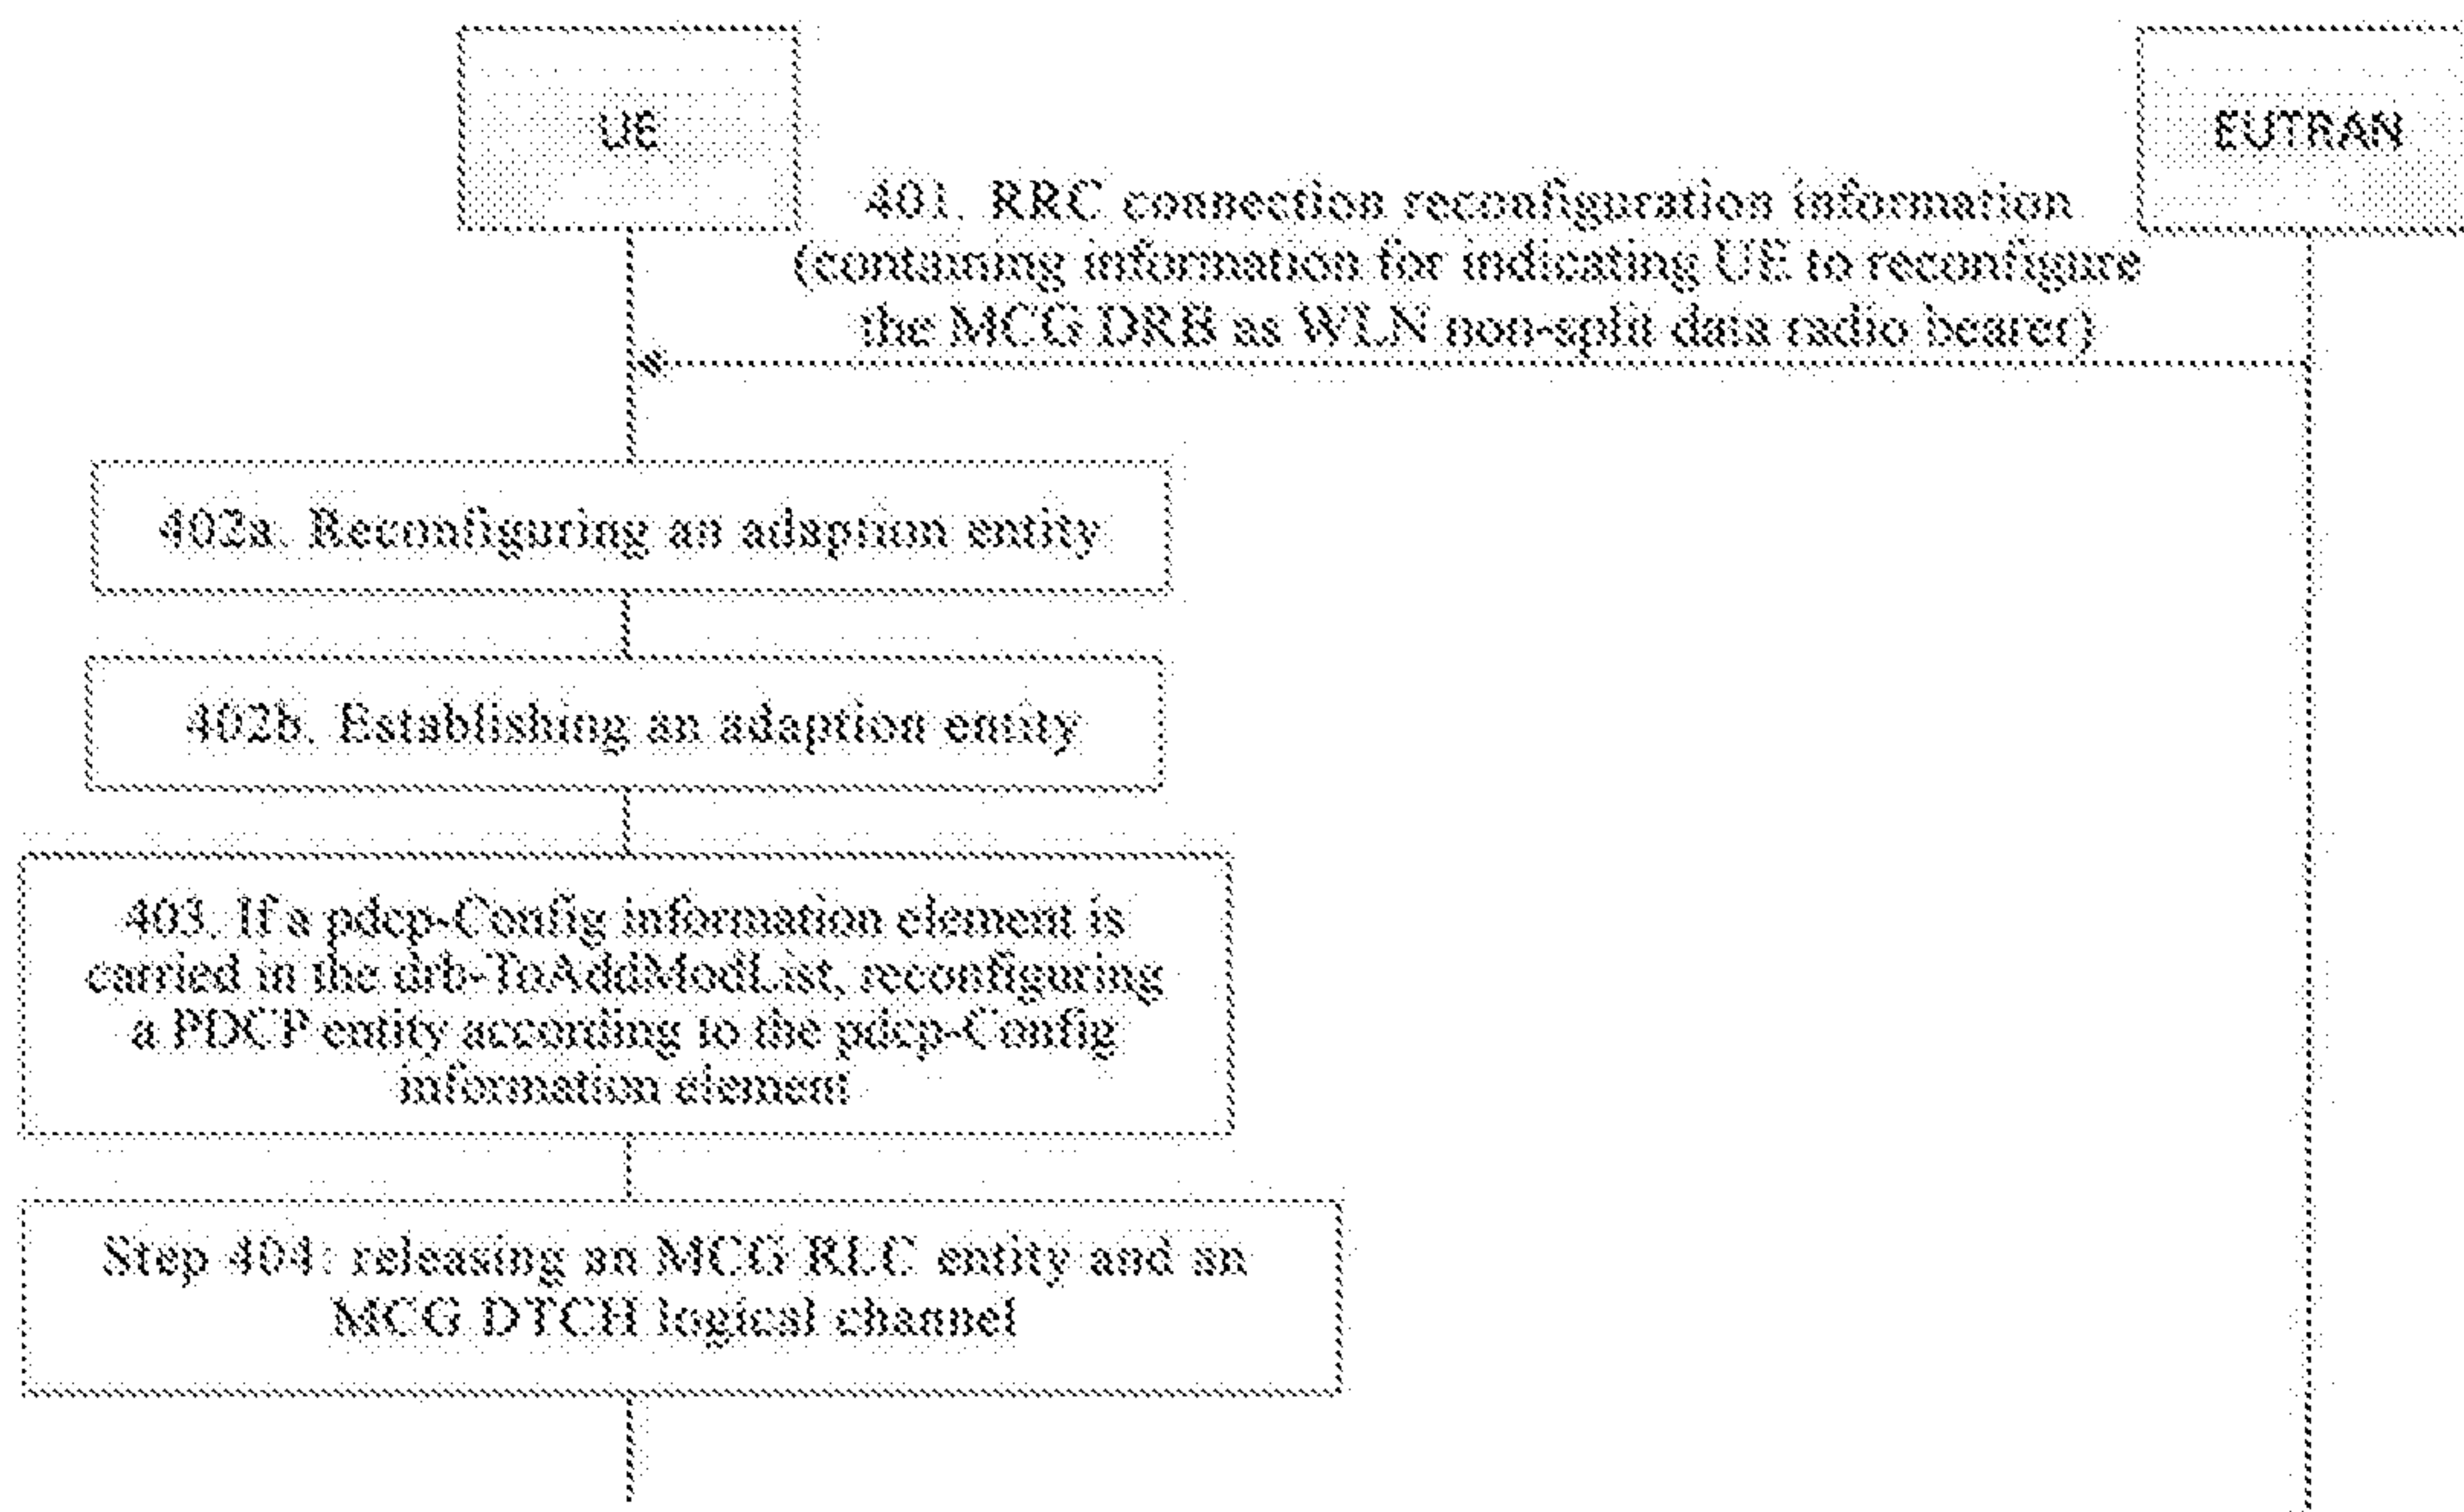 UE
EUTRAN
401. RRC connection reconfiguration information
(containing information for indicating UE to reconfigure
the MCG DRB as WLN non-split data radio bearer)
402a. Reconfiguring an adaption entity
402b. Establishing an adaption entity
403. If a pdcp-Config information element is
carried in the drb-ToAddModList, reconfiguring
a PDCP entity according to the pdcp-Config
information element
Step 404: releasing an MCG RLC entity and an
MCG DTCH logical channel